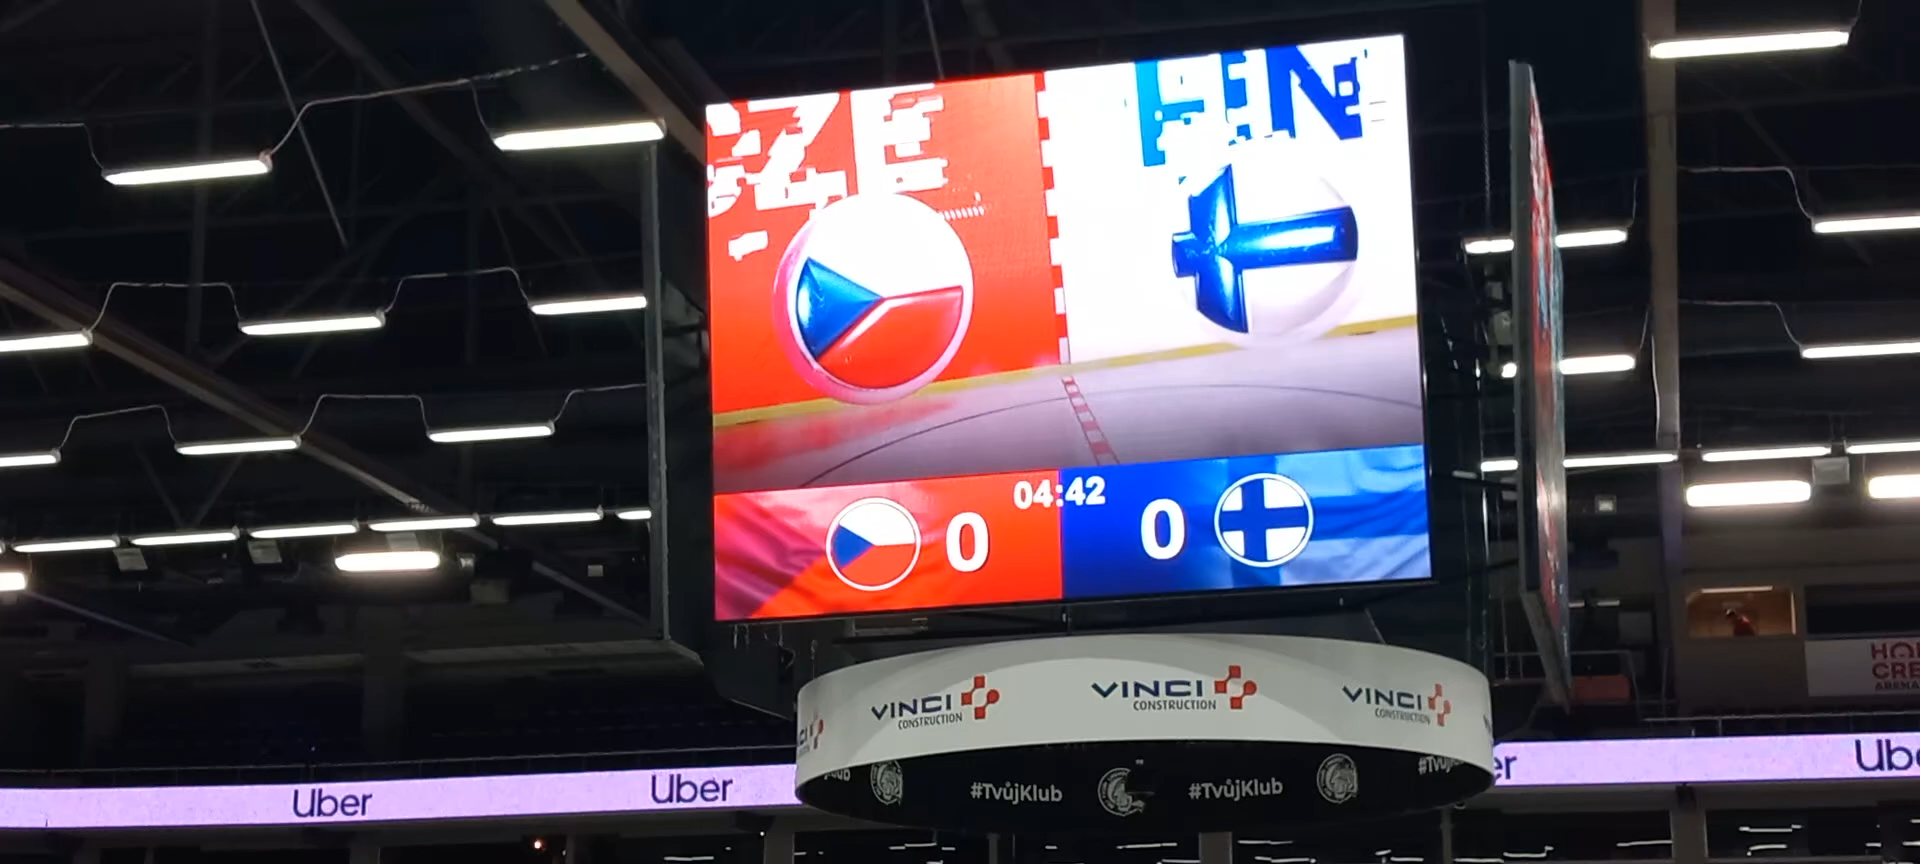 CZE
FIN
04:42
0 0
VINCI
CONSTRUCTION
VINCI
CONSTRUCTION
VINCI
CONSTRUCTION
Uber
Uber
#TvůjKlub
#TvůjKlub